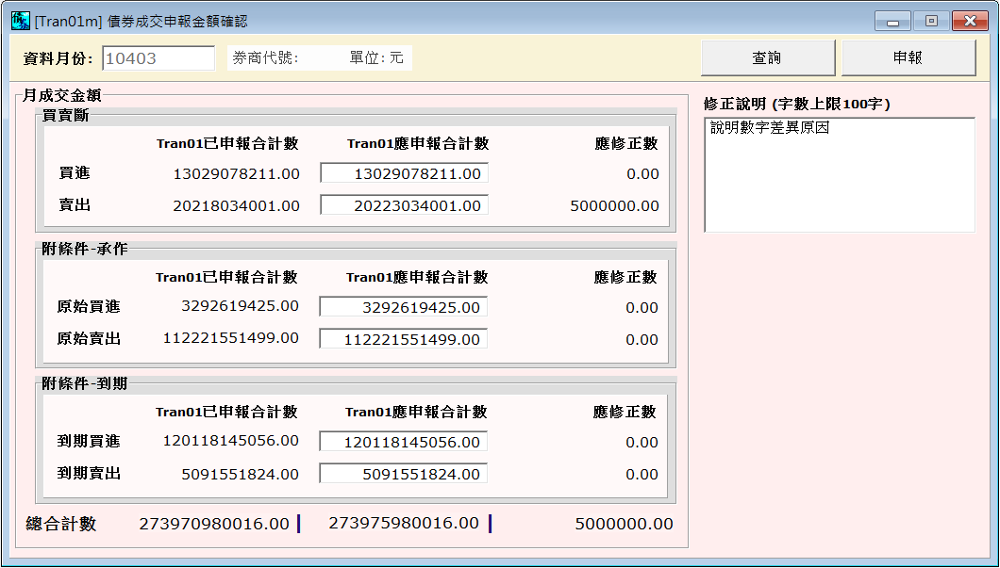 債券 [Tran01m] 債券成交申報金額確認
資料月份: 10403 券商代號: 單位: 元 查詢 申報
月成交金額
買賣斷
Tran01已申報合計數 Tran01應申報合計數 應修正數
買進 13029078211.00 13029078211.00 0.00
賣出 20218034001.00 20223034001.00 5000000.00
附條件-承作
Tran01已申報合計數 Tran01應申報合計數 應修正數
原始買進 3292619425.00 3292619425.00 0.00
原始賣出 112221551499.00 112221551499.00 0.00
附條件-到期
Tran01已申報合計數 Tran01應申報合計數 應修正數
到期買進 120118145056.00 120118145056.00 0.00
到期賣出 5091551824.00 5091551824.00 0.00
總合計數 273970980016.00 273975980016.00 5000000.00
修正說明 (字數上限100字)
說明數字差異原因